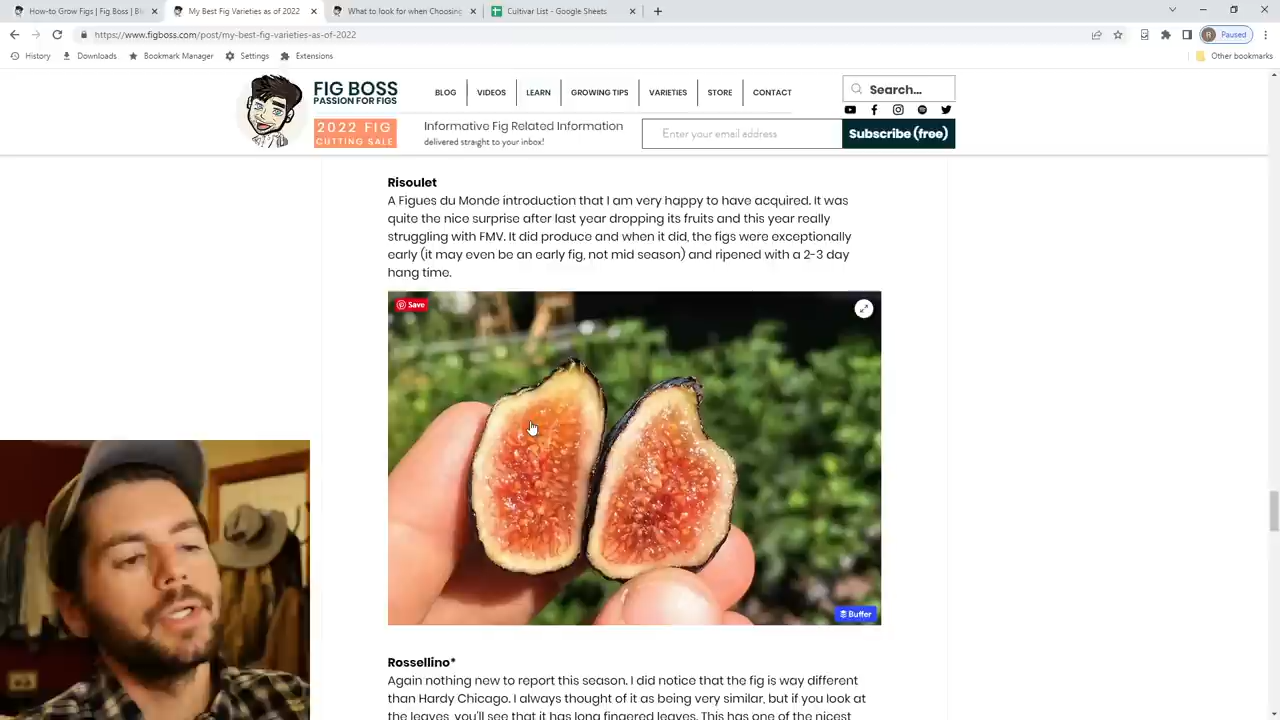 How-to Grow Figs | Fig Boss | Bl
My Best Fig Varieties as of 2022
What to look for when Choosing
Cultivar List - Google Sheets
https://www.figboss.com/post/my-best-fig-varieties-as-of-2022
R Paused
History Downloads Bookmark Manager Settings Extensions Other bookmarks
FIG BOSS
PASSION FOR FIGS
BLOG VIDEOS LEARN GROWING TIPS VARIETIES STORE CONTACT
Search...
2022 FIG
CUTTING SALE
Informative Fig Related Information
delivered straight to your inbox!
Enter your email address
Subscribe (free)
Risoulet
A Figues du Monde introduction that I am very happy to have acquired. It was
quite the nice surprise after last year dropping its fruits and this year really
struggling with FMV. It did produce and when it did, the figs were exceptionally
early (it may even be an early fig, not mid season) and ripened with a 2-3 day
hang time.
Save
Buffer
Rossellino*
Again nothing new to report this season. I did notice that the fig is way different
than Hardy Chicago. I always thought of it as being very similar, but if you look at
the leaves, you'll see that it has long fingered leaves. This has one of the nicest